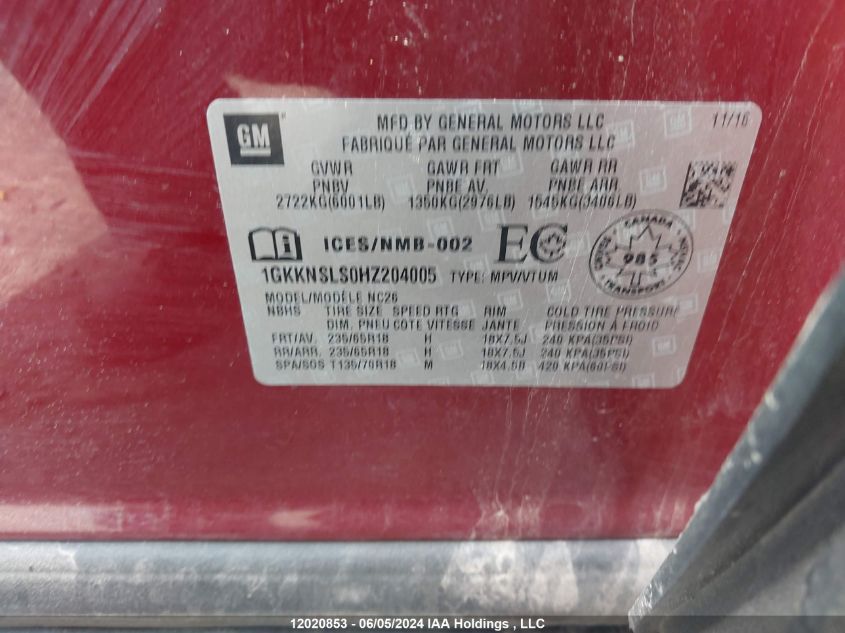 GM
MFD BY GENERAL MOTORS LLC 11/16
FABRIQUÉ PAR GENERAL MOTORS LLC
GVWR GAWR FRT GAWR RR
PNBV PNBE AV. PNBE ARR.
2722KG(6001LB) 1350KG(2976LB) 1545KG(3406LB)
ICES/NMB-002 EC
CANADA
985
TRANSPORT
1GKKNSLS0HZ204005 TYPE: MPV/VTUM
MODEL/MODÈLE NC26
NBHS TIRE SIZE SPEED RTG RIM COLD TIRE PRESSURE
DIM. PNEU COTE VITESSE JANTE PRESSION À FROID
FRT/AV. 235/65R18 H 18X7.5J 240 KPA(35PSI)
RR/ARR. 235/65R18 H 18X7.5J 240 KPA(35PSI)
SPA/SOS T135/70R18 M 18X4.5B 420 KPA(60PSI)
12020853 - 06/05/2024 IAA Holdings , LLC